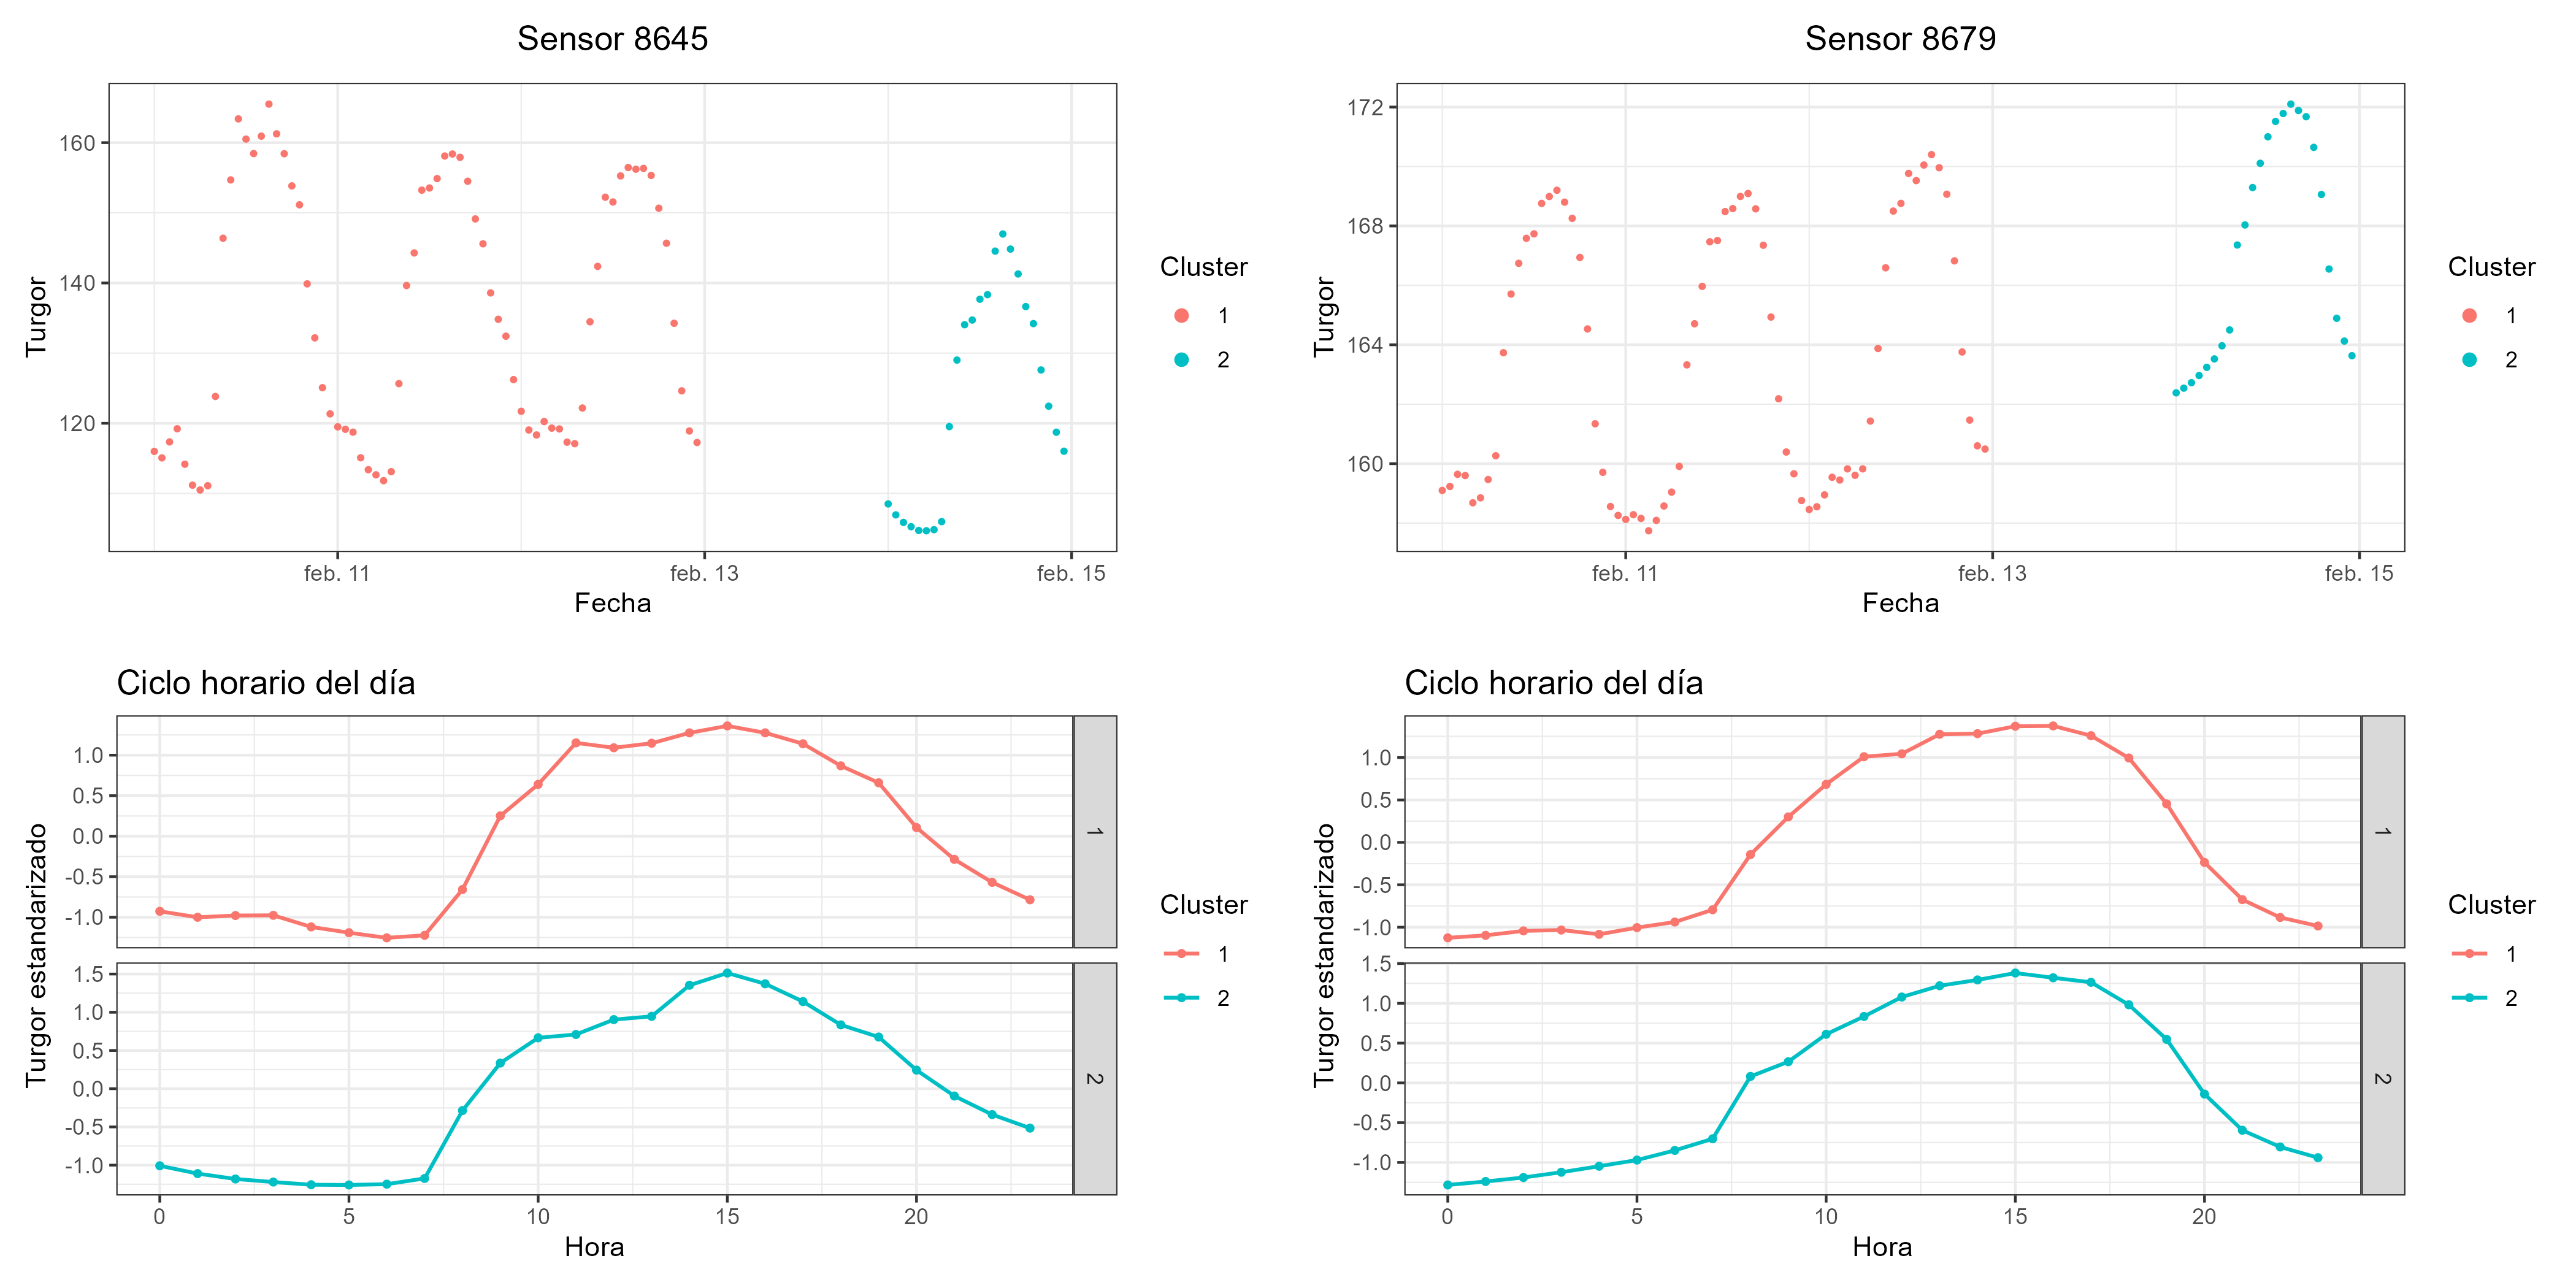 Sensor 8645
160
140
120
Turgor
feb. 11
feb. 13
feb. 15
Fecha
Cluster
1
2
Sensor 8679
172
168
164
160
Turgor
feb. 11
feb. 13
feb. 15
Fecha
Cluster
1
2
Ciclo horario del día
1.0
0.5
0.0
-0.5
-1.0
1
1.5
1.0
0.5
0.0
-0.5
-1.0
2
Turgor estandarizado
0
5
10
15
20
Hora
Cluster
1
2
Ciclo horario del día
1.0
0.5
0.0
-0.5
-1.0
1
1.5
1.0
0.5
0.0
-0.5
-1.0
2
Turgor estandarizado
0
5
10
15
20
Hora
Cluster
1
2